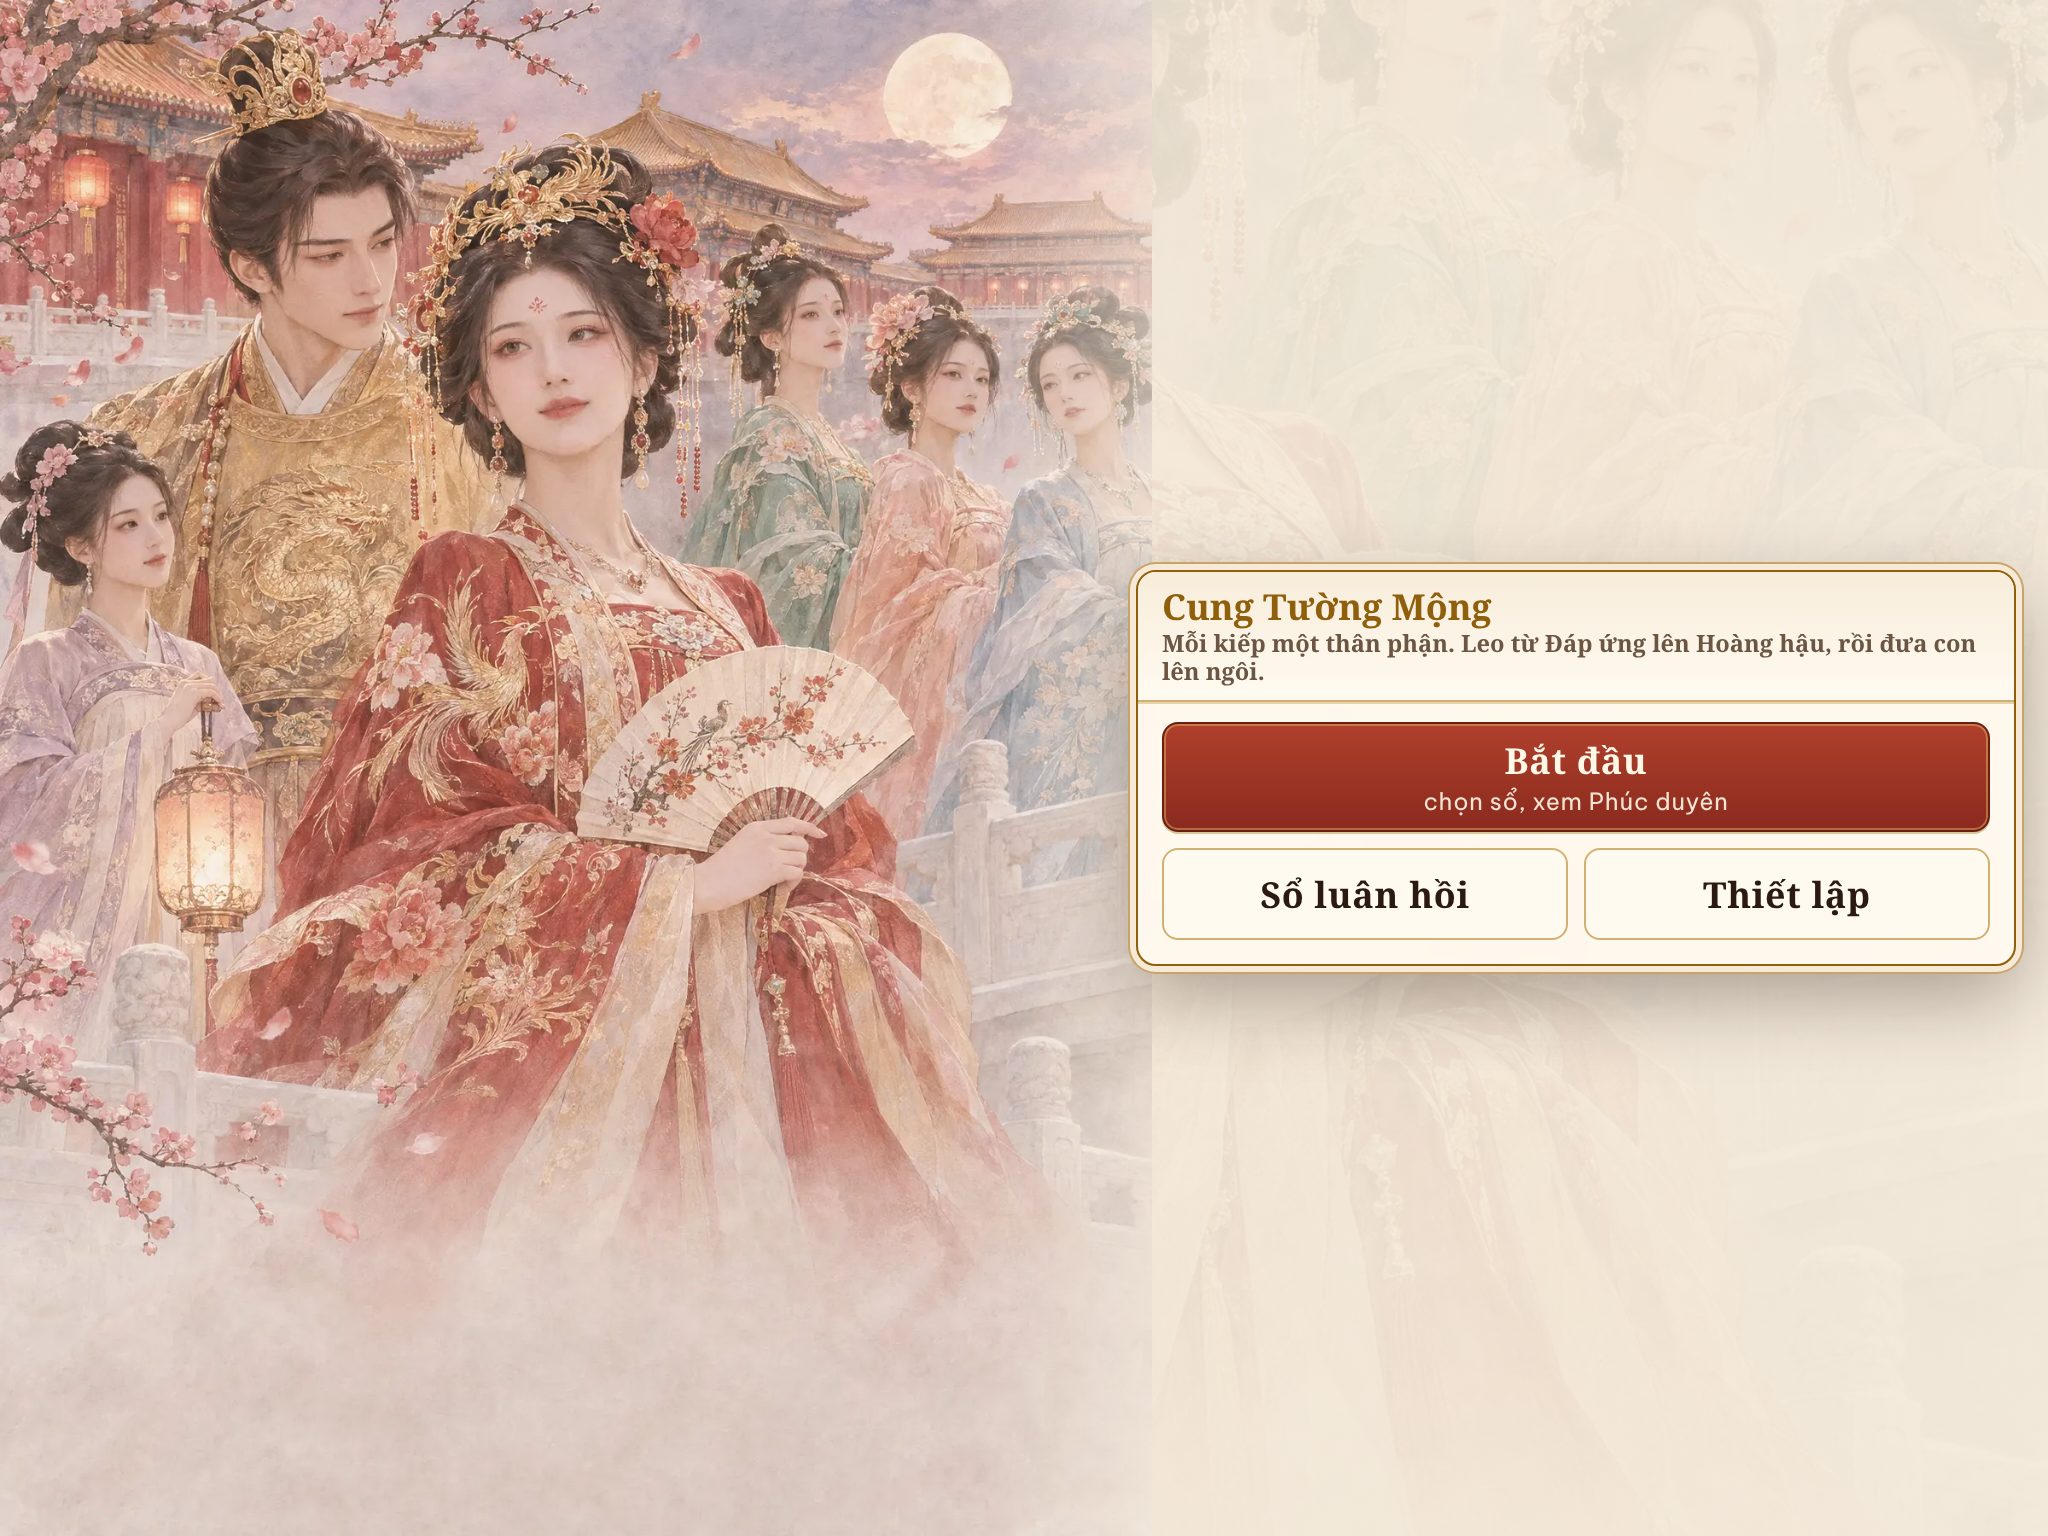 Cung Tường Mộng
Mỗi kiếp một thân phận. Leo từ Đáp ứng lên Hoàng hậu, rồi đưa con
lên ngôi.
Bắt đầu
chọn sổ, xem Phúc duyên
Sổ luân hồi
Thiết lập